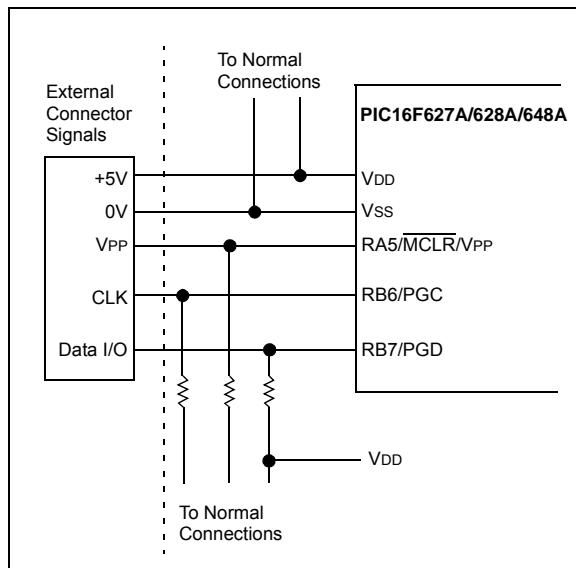 To Normal
Connections
External
Connector
Signals
PIC16F627A/628A/648A
+5V
VDD
0V
VSS
VPP
RA5/MCLR/VPP
CLK
RB6/PGC
Data I/O
RB7/PGD
VDD
To Normal
Connections